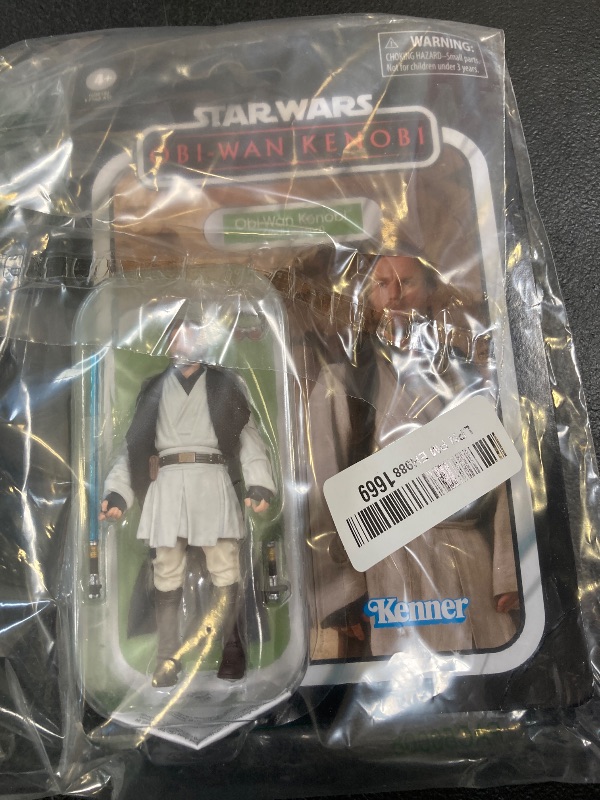 WARNING:
CHOKING HAZARD–Small parts.
Not for children under 3 years.
4+
STAR WARS
OBI-WAN KENOBI
Obi-Wan Kenobi
1669
Kenner